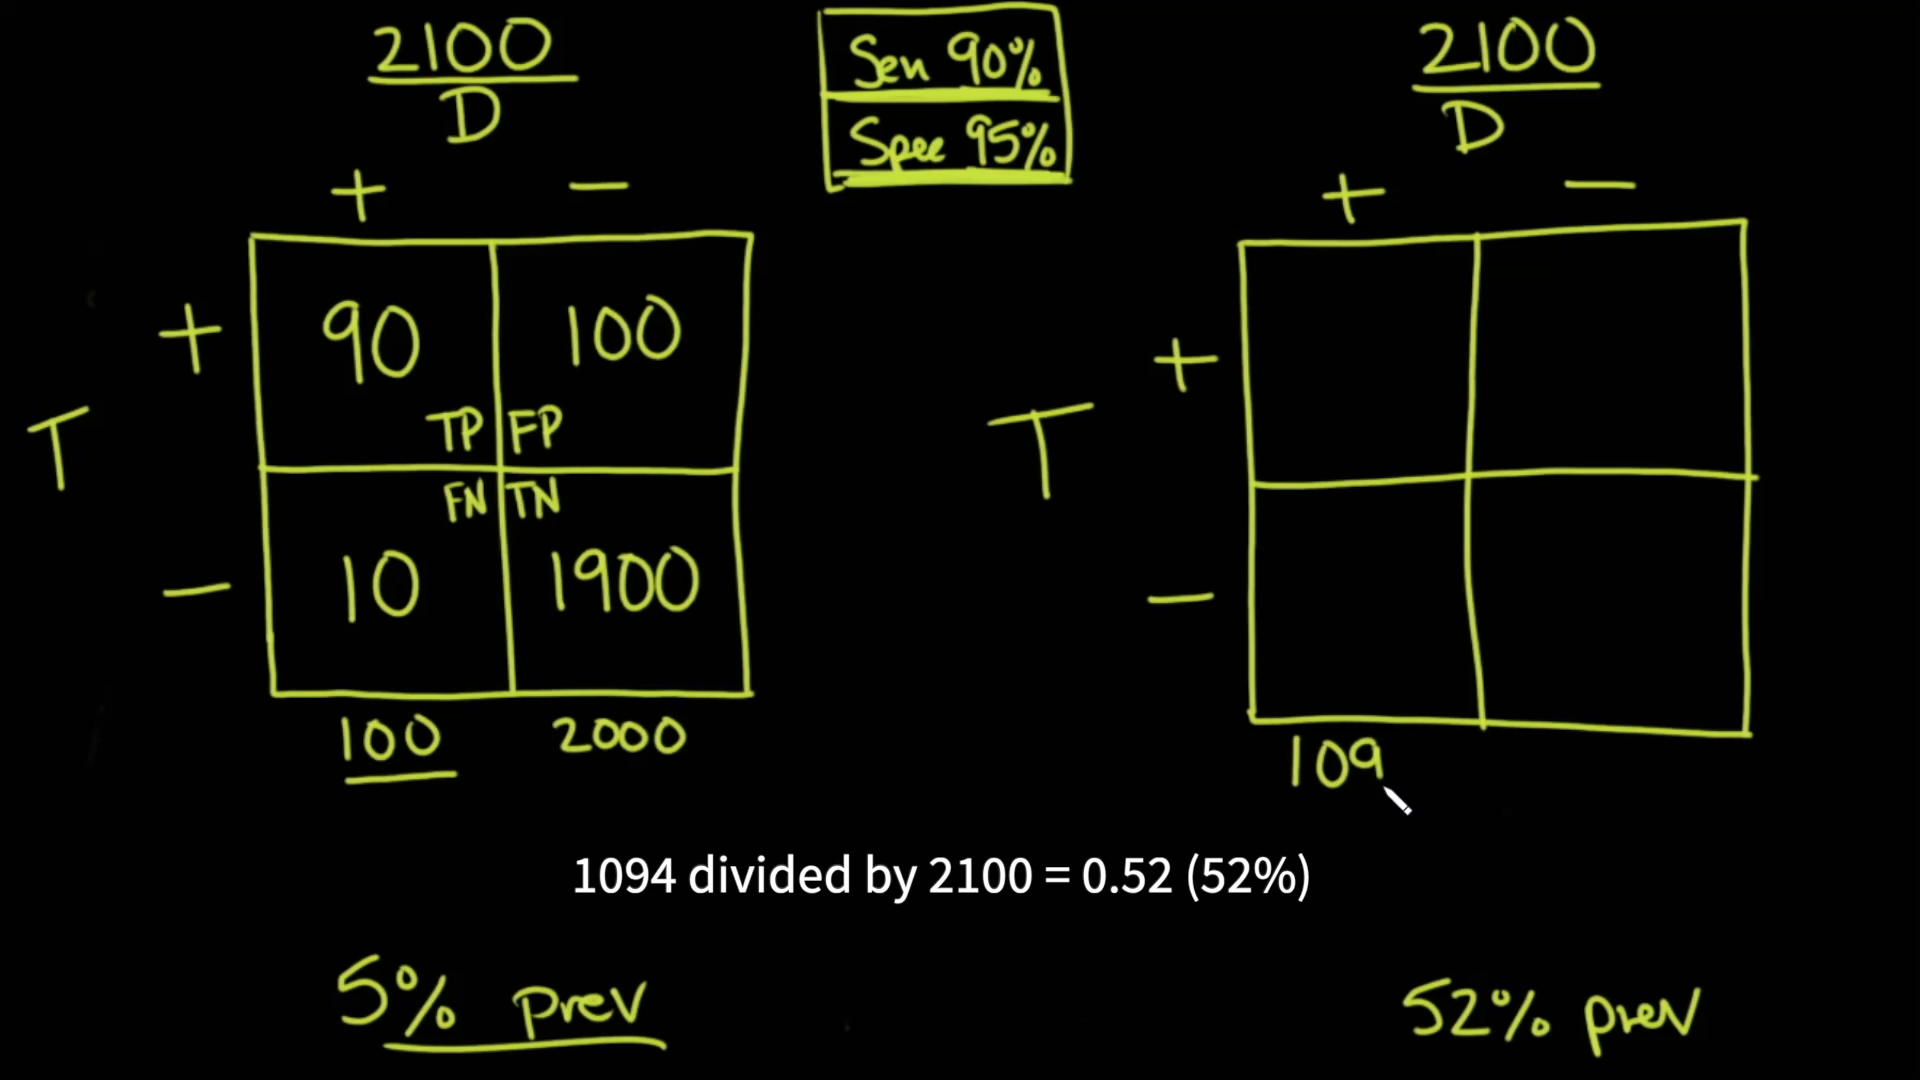 2100
D
+ −
Sen 90%
Spec 95%
T
+ 90 100
TP FP
FN TN
− 10 1900
100 2000
5% prev
2100
D
+ −
T
+
−
109
52% prev
1094 divided by 2100 = 0.52 (52%)